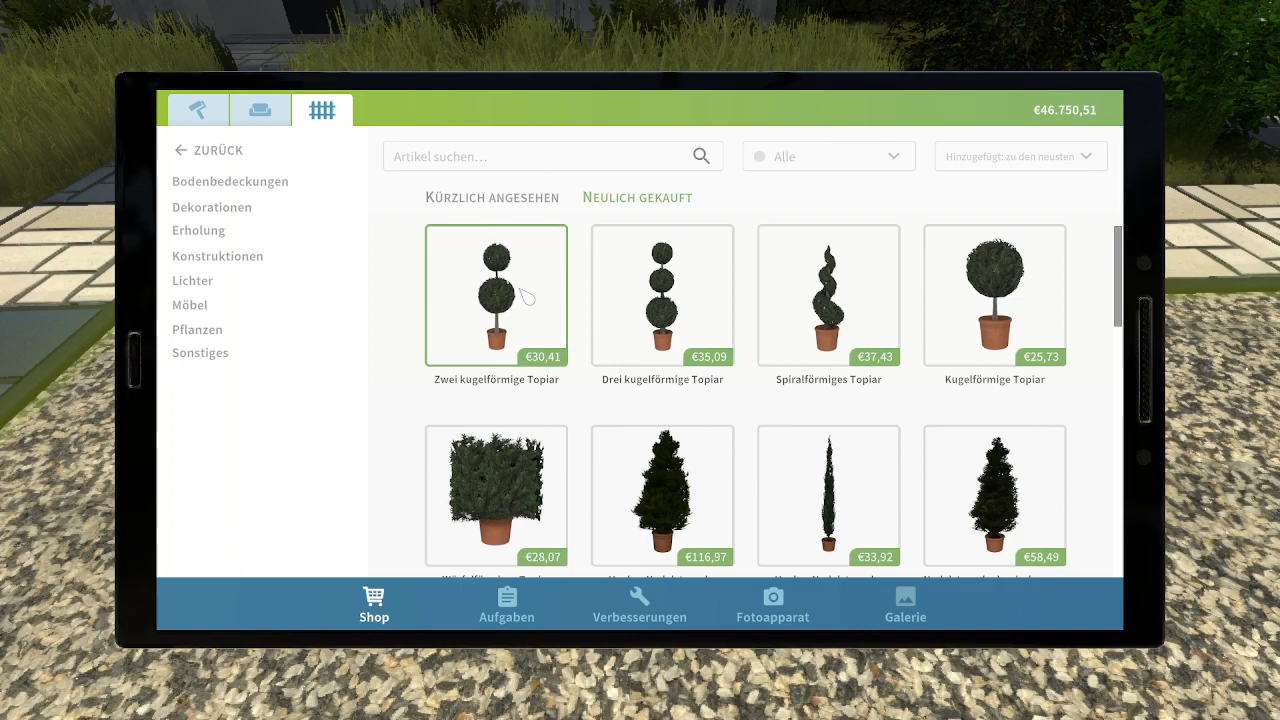 €46.750,51
ZURÜCK
Artikel suchen...
Alle
Hinzugefügt: zu den neusten
Bodenbedeckungen
Dekorationen
Erholung
Konstruktionen
Lichter
Möbel
Pflanzen
Sonstiges
KÜRZLICH ANGESEHEN
NEULICH GEKAUFT
€30,41
€35,09
€37,43
€25,73
Zwei kugelförmige Topiar
Drei kugelförmige Topiar
Spiralförmiges Topiar
Kugelförmige Topiar
€28,07
€116,97
€33,92
€58,49
Shop
Aufgaben
Verbesserungen
Fotoapparat
Galerie